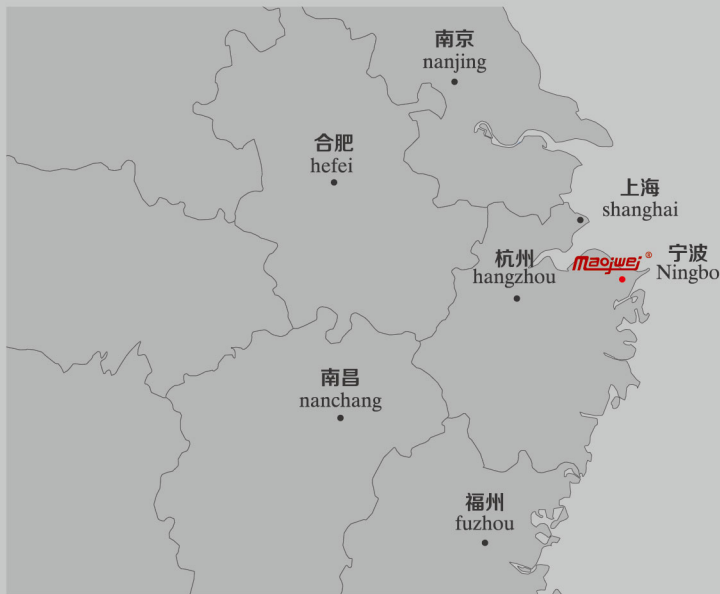 南京
nanjing
合肥
hefei
上海
shanghai
宁波
Ningbo
Maojwej®
杭州
hangzhou
南昌
nanchang
福州
fuzhou